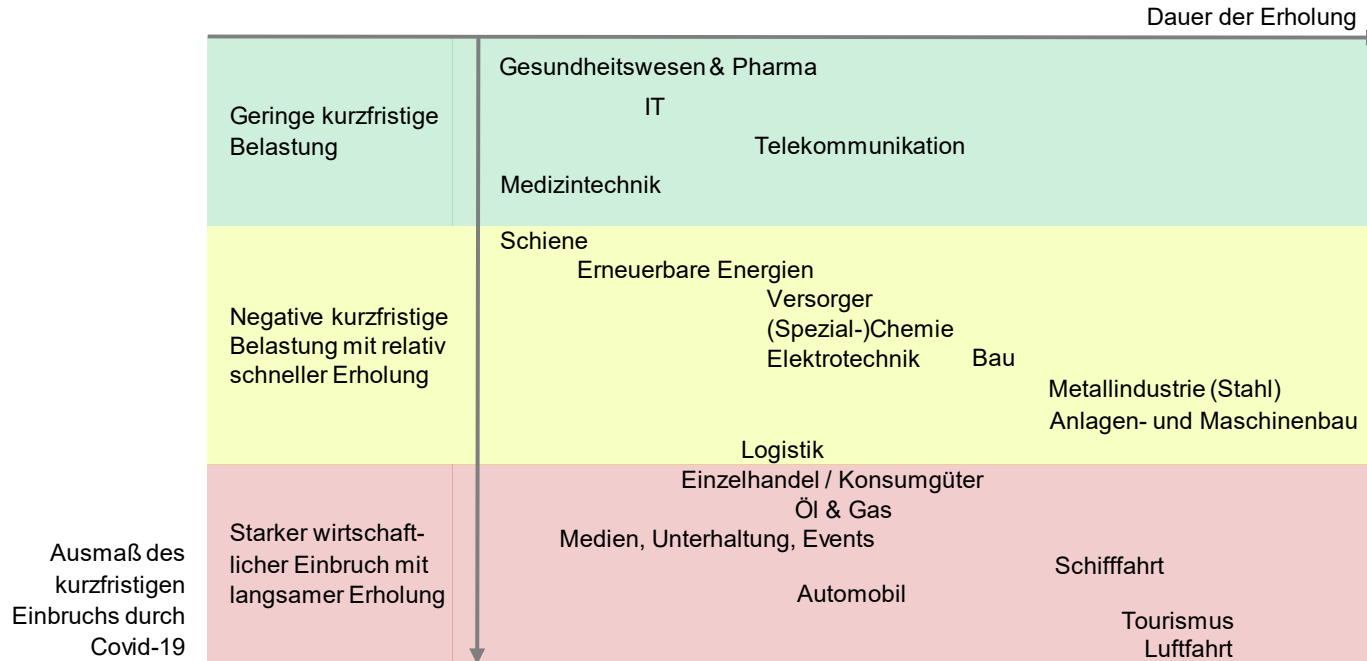 Dauer der Erholung
Geringe kurzfristige
Belastung
Gesundheitswesen & Pharma
IT
Telekommunikation
Medizintechnik
Negative kurzfristige
Belastung mit relativ
schneller Erholung
Schiene
Erneuerbare Energien
Versorger
(Spezial-)Chemie
Elektrotechnik
Bau
Metallindustrie (Stahl)
Anlagen- und Maschinenbau
Logistik
Starker wirtschaft-
licher Einbruch mit
langsamer Erholung
Einzelhandel / Konsumgüter
Öl & Gas
Medien, Unterhaltung, Events
Schifffahrt
Automobil
Tourismus
Luftfahrt
Ausmaß des
kurzfristigen
Einbruchs durch
Covid-19